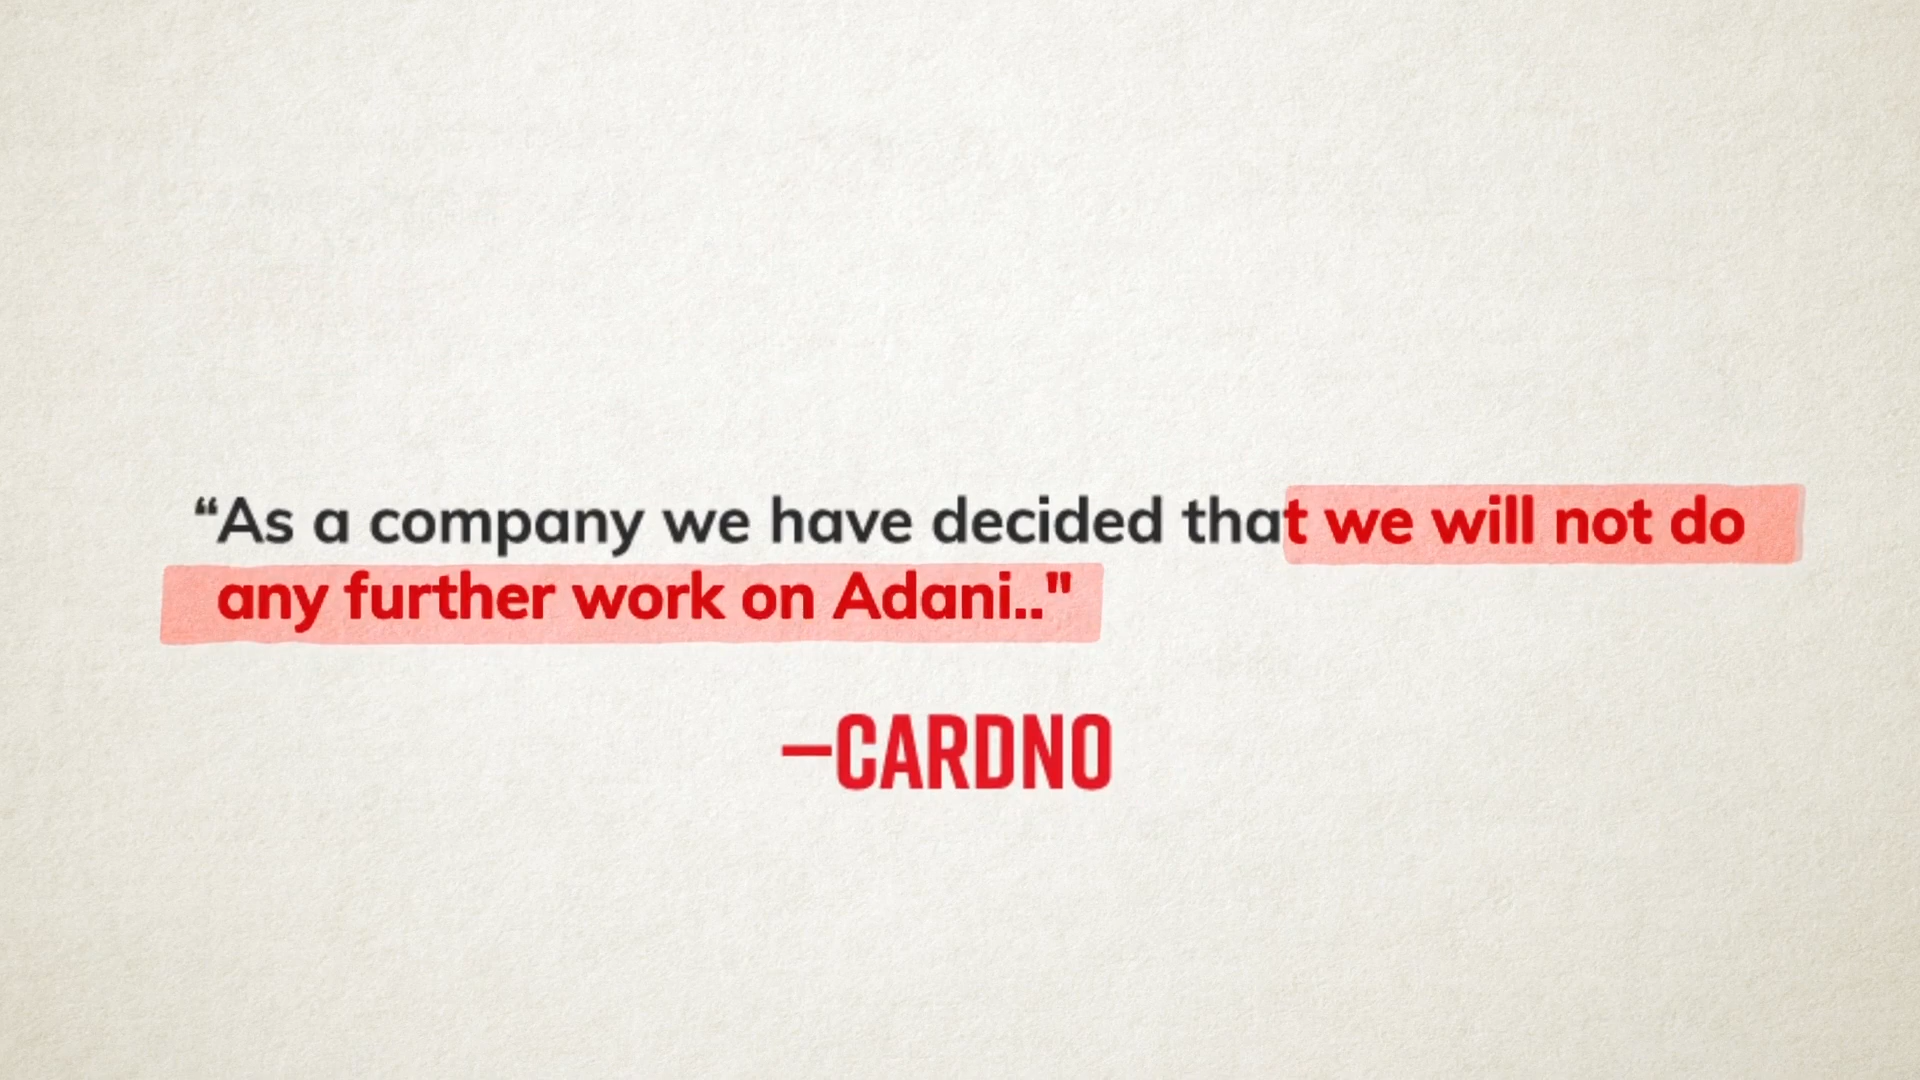 “As a company we have decided that we will not do
any further work on Adani.."
–CARDNO